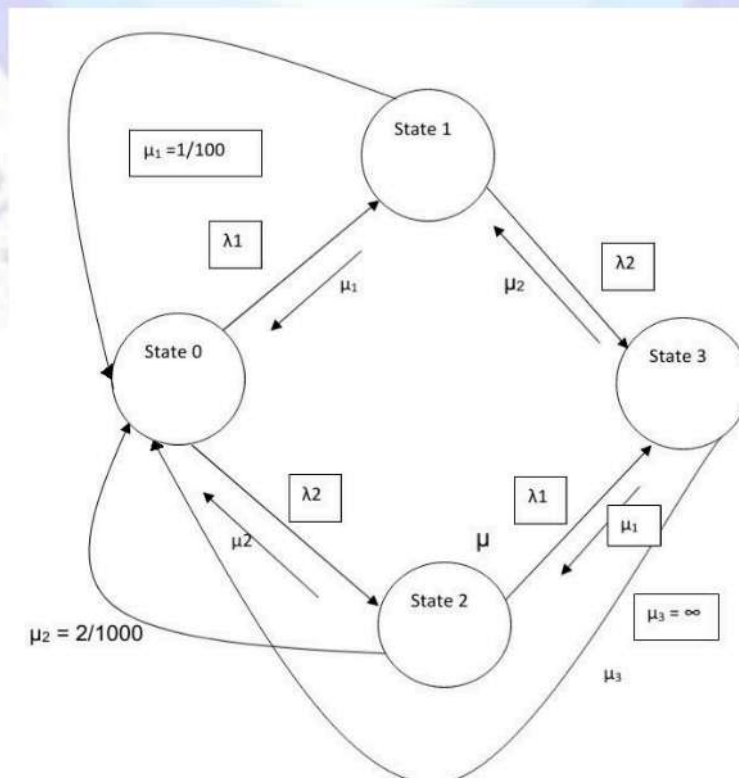 State 1
μ₁ =1/100
λ1
μ₁
μ₂
λ2
State 0
State 3
λ2
λ1
μ2
μ
μ₁
State 2
μ₃ = ∞
μ₂ = 2/1000
μ₃